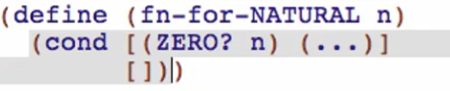 (define (fn-for-NATURAL n)
(cond [(ZERO? n) (...)]
[]))